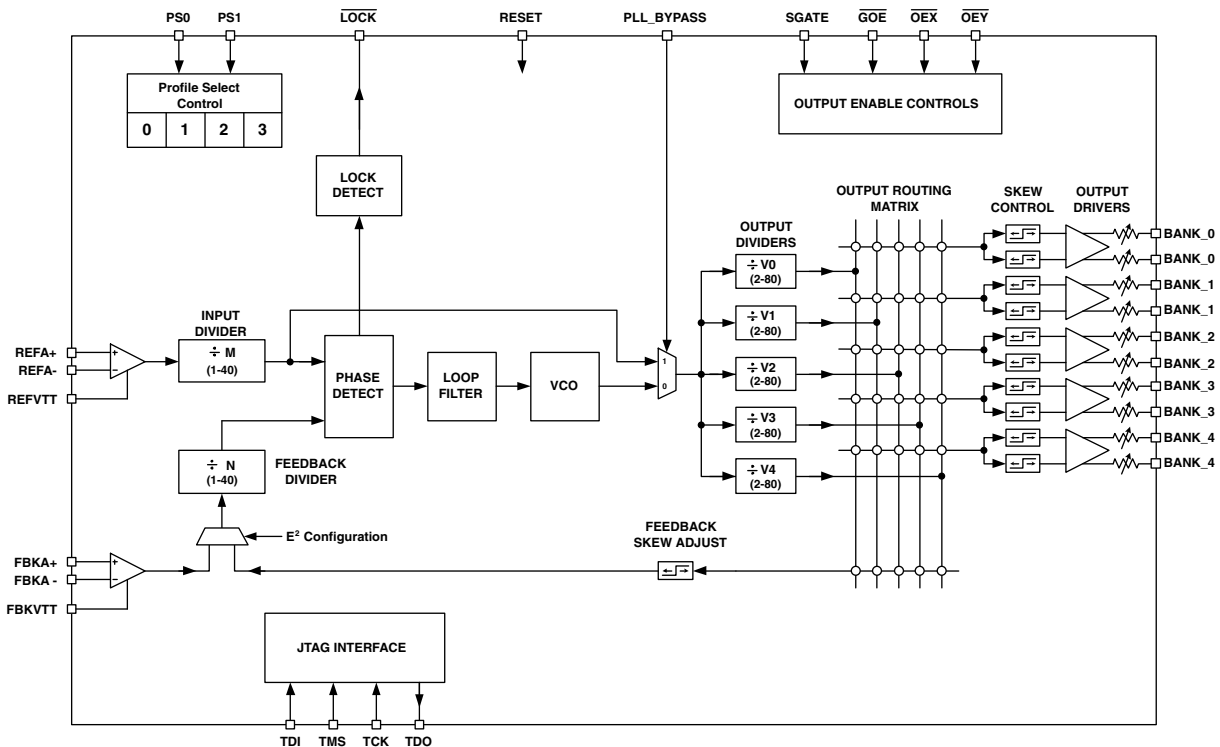 PS0 PS1 LOCK RESET PLL_BYPASS SGATE GOE OEX OEY
Profile Select
Control
0 1 2 3
OUTPUT ENABLE CONTROLS
LOCK
DETECT
OUTPUT ROUTING
MATRIX
SKEW
CONTROL
OUTPUT
DRIVERS
OUTPUT
DIVIDERS
BANK_0
BANK_0
BANK_1
BANK_1
BANK_2
BANK_2
BANK_3
BANK_3
BANK_4
BANK_4
÷ V0
(2-80)
÷ V1
(2-80)
÷ V2
(2-80)
÷ V3
(2-80)
÷ V4
(2-80)
INPUT
DIVIDER
REFA+
REFA-
REFVTT
+
−
÷ M
(1-40)
PHASE
DETECT
LOOP
FILTER
VCO
1
0
÷ N
(1-40)
FEEDBACK
DIVIDER
E² Configuration
FEEDBACK
SKEW ADJUST
FBKA+
FBKA -
FBKVTT
+
−
JTAG INTERFACE
TDI TMS TCK TDO